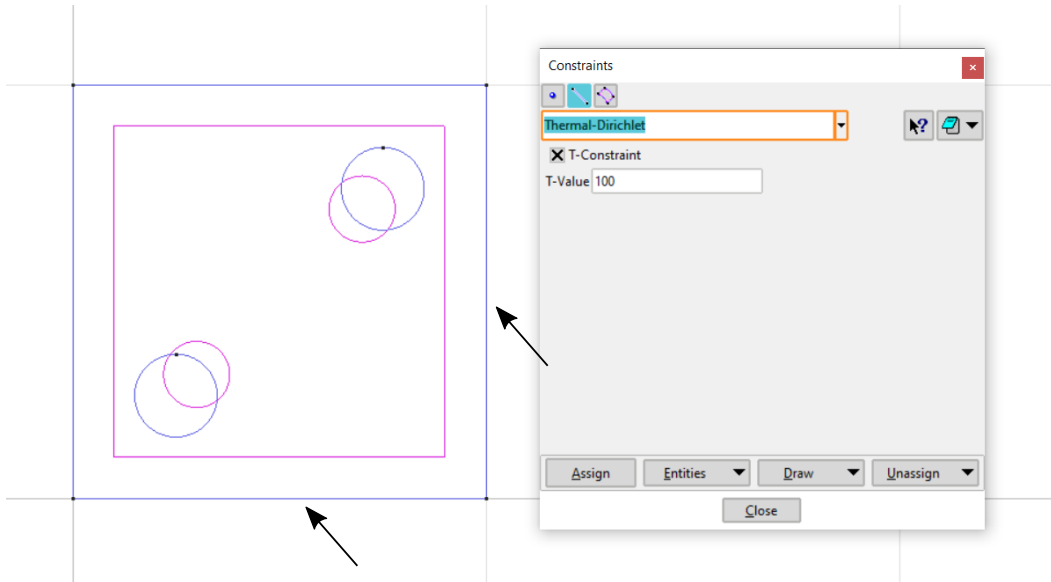 Constraints
Thermal-Dirichlet
T-Constraint
T-Value 100
Assign Entities Draw Unassign
Close